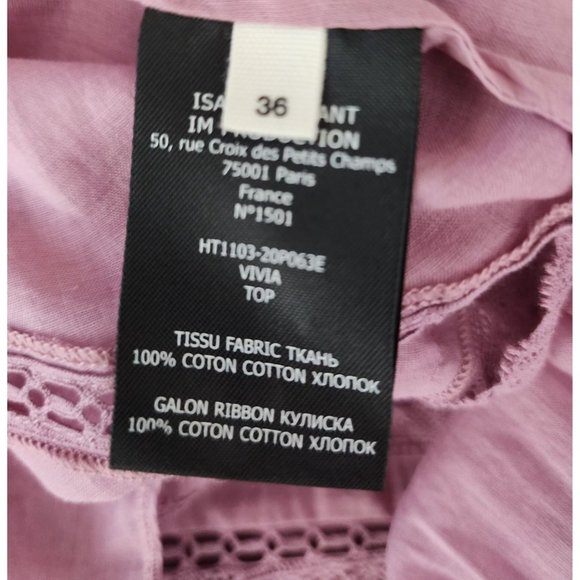 36
ISA ANT
IM P CTION
50, rue Croix des Petits Champs
75001 Paris
France
N°1501
HT1103-20P063E
VIVIA
TOP
TISSU FABRIC ТКАНЬ
100% COTON COTTON ХЛОПОК
GALON RIBBON КУЛИСКА
100% COTON COTTON ХЛОПОК